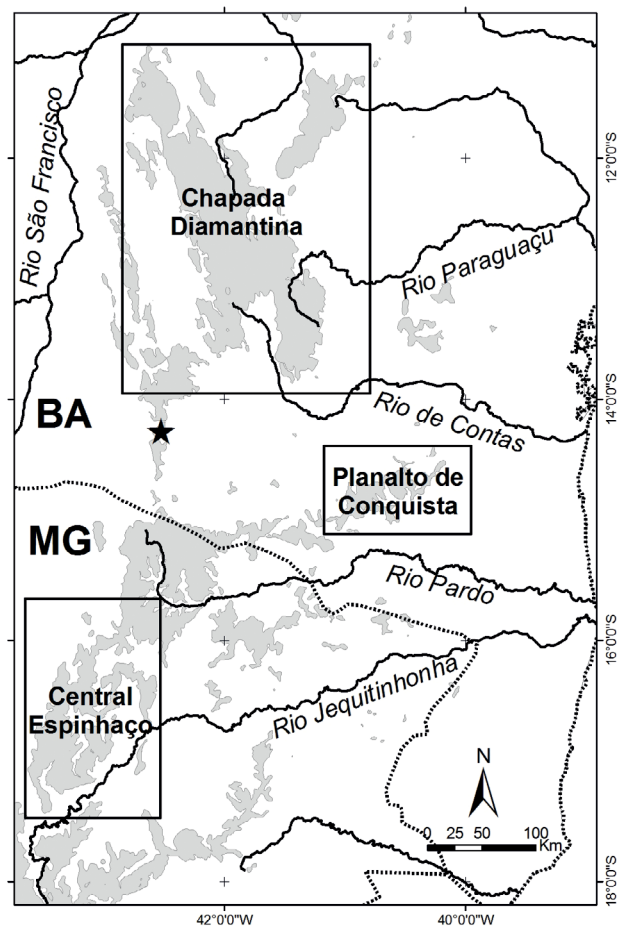 Rio São Francisco
Chapada
Diamantina
12°0'0"S
Rio Paraguaçu
14°0'0"S
BA
Rio de Contas
Planalto de
Conquista
MG
Rio Pardo
16°0'0"S
Central
Espinhaço
Rio Jequitinhonha
N
0 25 50 100
Km
18°0'0"S
42°0'0"W 40°0'0"W